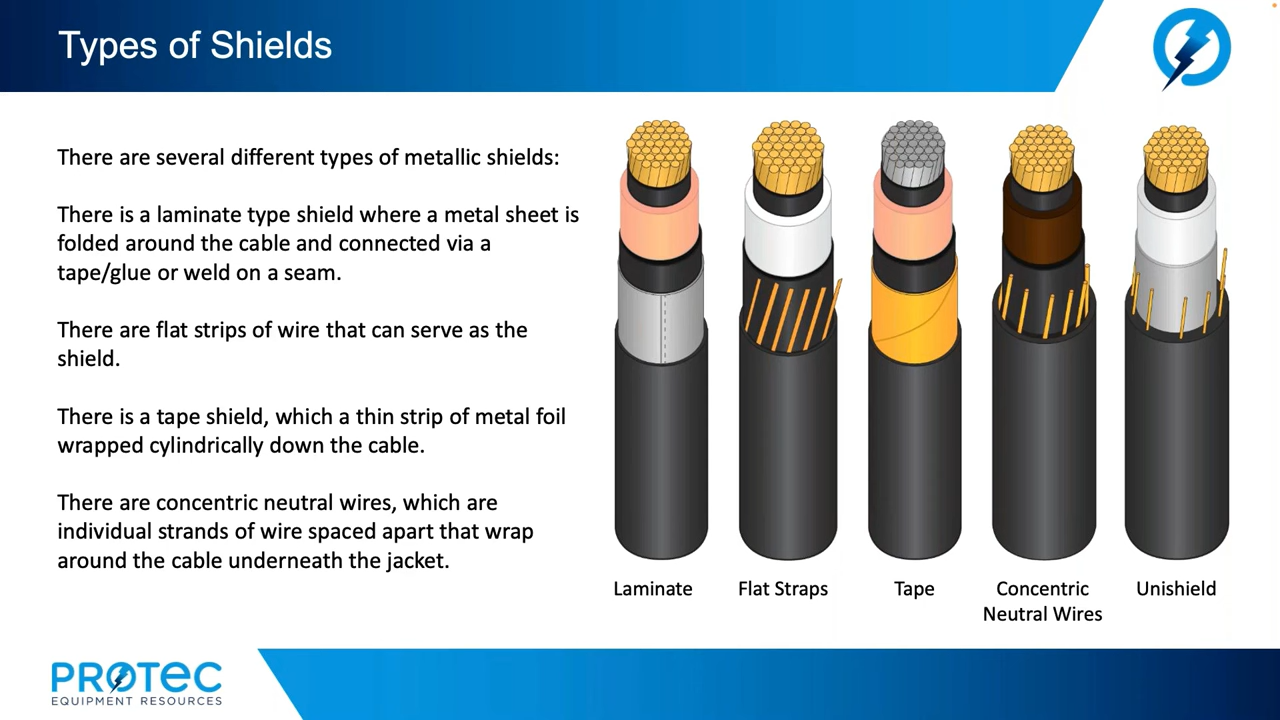 Types of Shields
There are several different types of metallic shields:
There is a laminate type shield where a metal sheet is
folded around the cable and connected via a
tape/glue or weld on a seam.
There are flat strips of wire that can serve as the
shield.
There is a tape shield, which a thin strip of metal foil
wrapped cylindrically down the cable.
There are concentric neutral wires, which are
individual strands of wire spaced apart that wrap
around the cable underneath the jacket.
Laminate
Flat Straps
Tape
Concentric
Neutral Wires
Unishield
PROTEC
EQUIPMENT RESOURCES